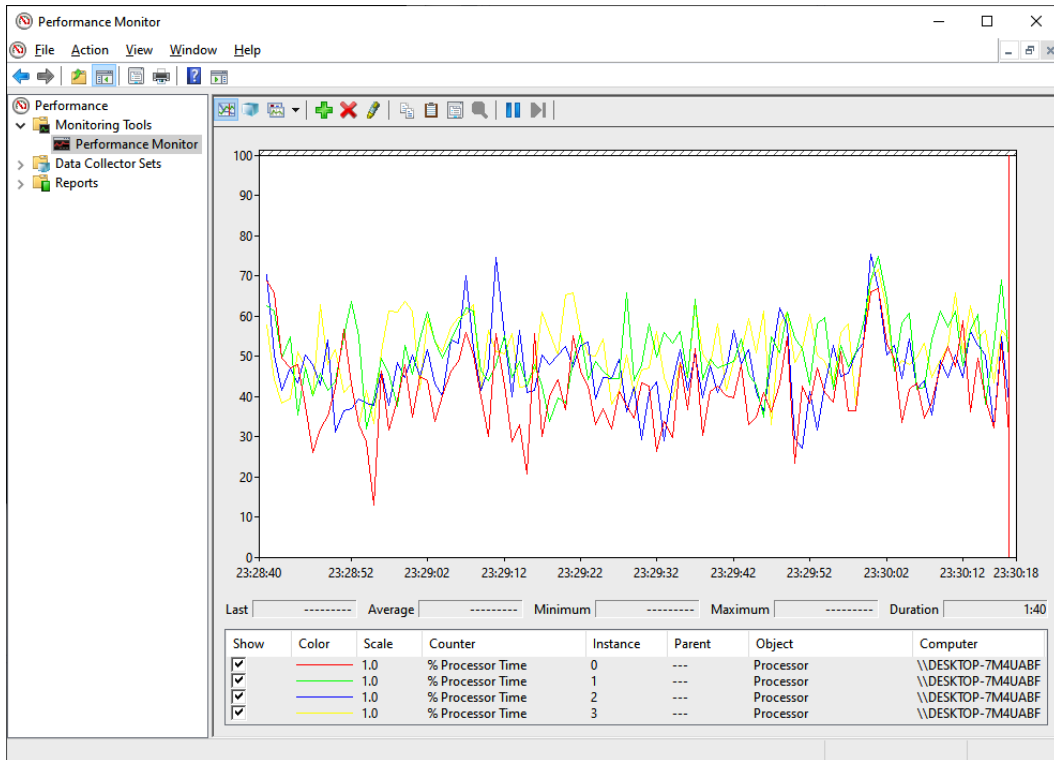 Performance Monitor
File Action View Window Help
Performance
Monitoring Tools
Performance Monitor
Data Collector Sets
Reports
100
90
80
70
60
50
40
30
20
10
0
23:28:40 23:28:52 23:29:02 23:29:12 23:29:22 23:29:32 23:29:42 23:29:52 23:30:02 23:30:12 23:30:18
Last --------- Average --------- Minimum --------- Maximum --------- Duration 1:40
Show Color Scale Counter Instance Parent Object Computer
1.0 % Processor Time 0 --- Processor \\DESKTOP-7M4UABF
1.0 % Processor Time 1 --- Processor \\DESKTOP-7M4UABF
1.0 % Processor Time 2 --- Processor \\DESKTOP-7M4UABF
1.0 % Processor Time 3 --- Processor \\DESKTOP-7M4UABF